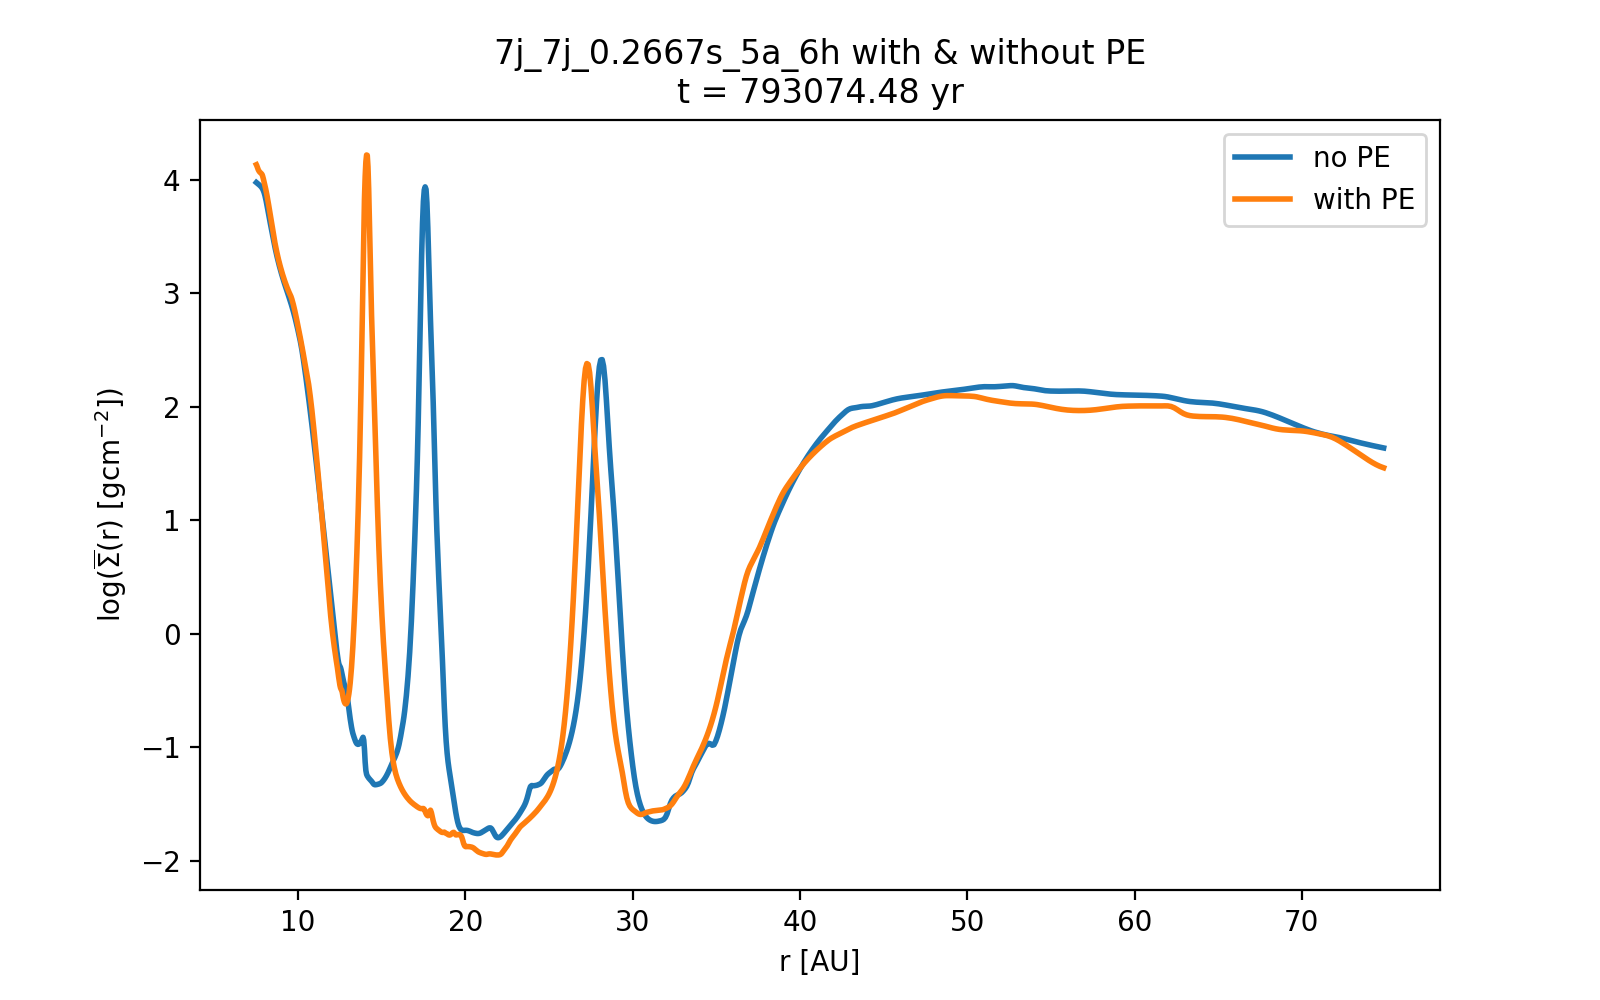 7j_7j_0.2667s_5a_6h with & without PE
t = 793074.48 yr
no PE
with PE
log(Σ̅(r) [gcm⁻²])
4
3
2
1
0
−1
−2
10 20 30 40 50 60 70
r [AU]